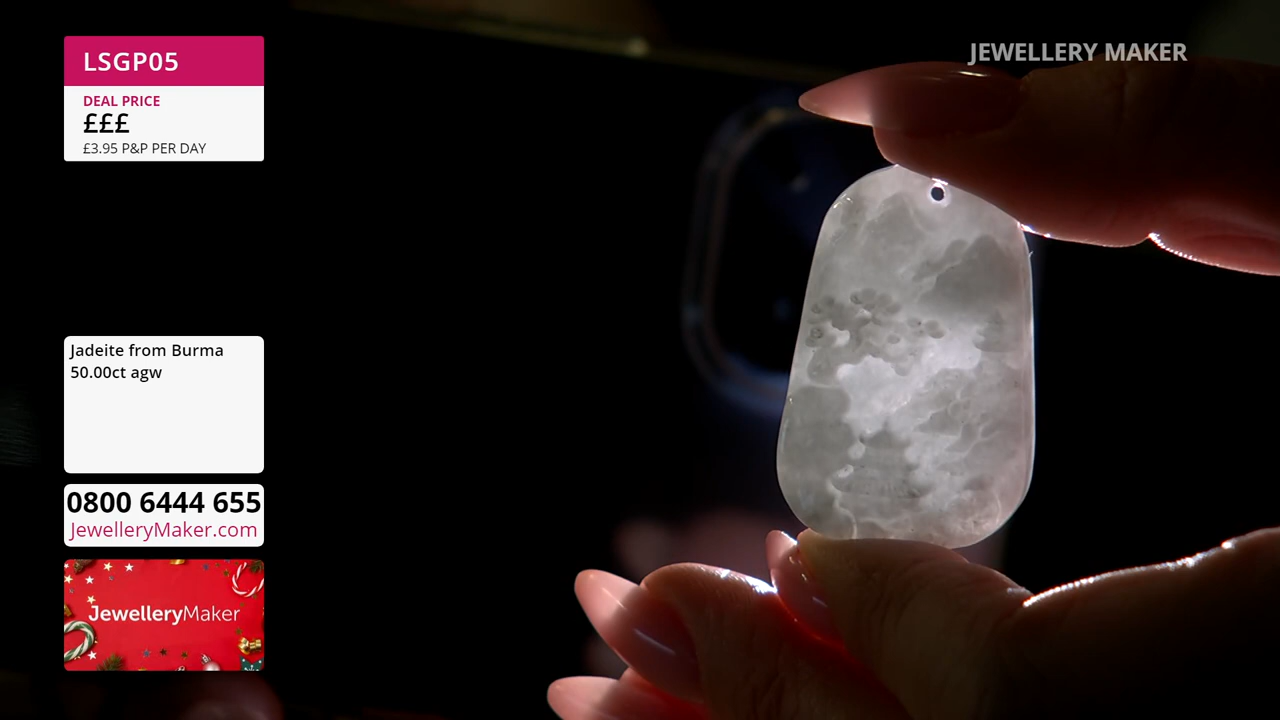 LSGP05
DEAL PRICE
£££
£3.95 P&P PER DAY
JEWELLERY MAKER
Jadeite from Burma
50.00ct agw
0800 6444 655
JewelleryMaker.com
JewelleryMaker